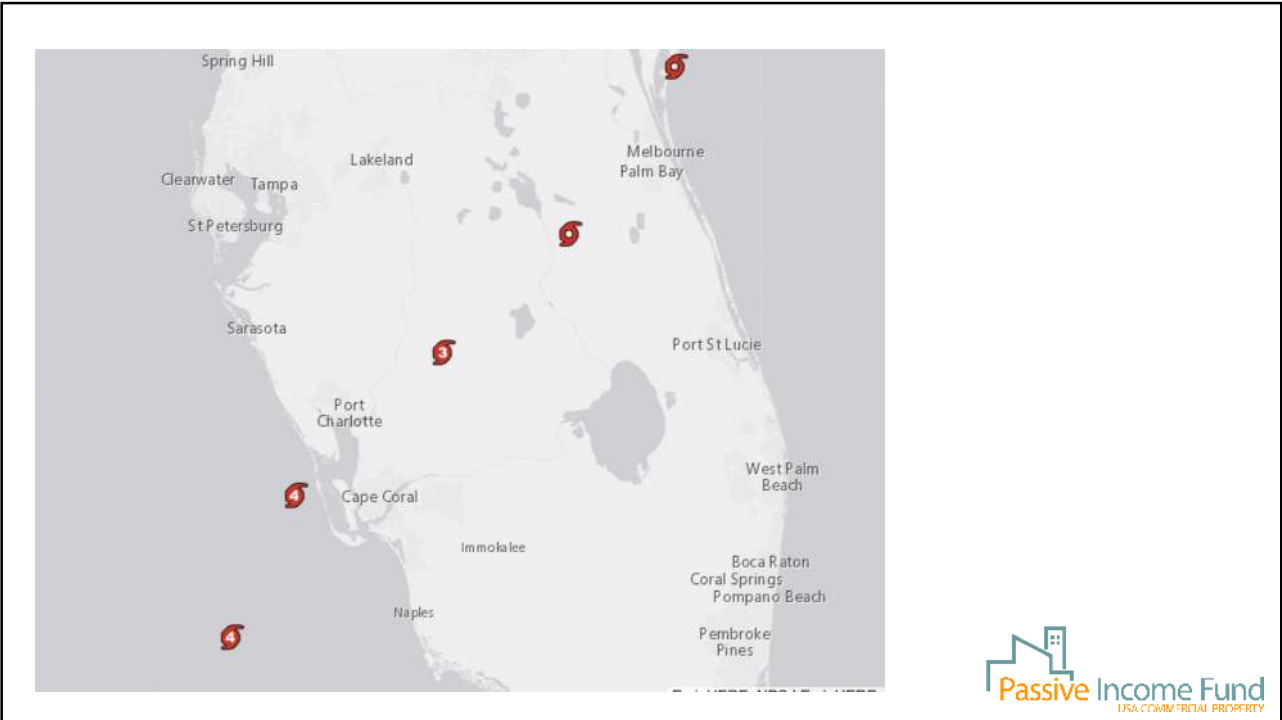 Spring Hill
Melbourne
Lakeland
Palm Bay
Clearwater
Tampa
St Petersburg
Sarasota
Port St Lucie
3
Port
Charlotte
West Palm
Beach
4
Cape Coral
Immokalee
Boca Raton
Coral Springs
Pompano Beach
Naples
Pembroke
Pines
4
Passive Income Fund
USA COMMERCIAL PROPERTY